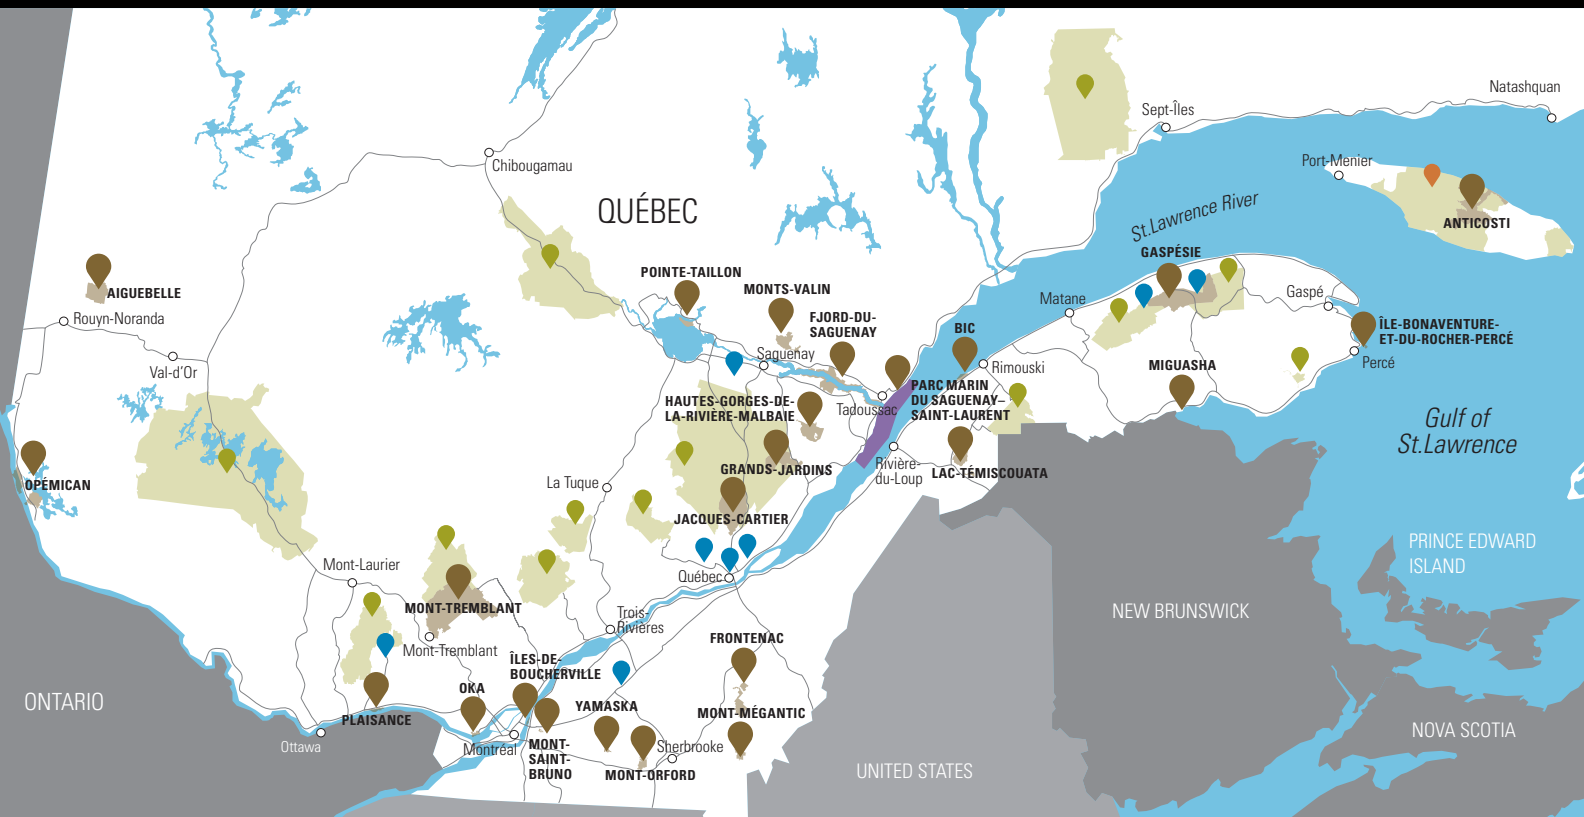 Natashquan
Sept-Îles
Port-Menier
Chibougamau
QUÉBEC
St.Lawrence River
ANTICOSTI
GASPÉSIE
POINTE-TAILLON
MONTS-VALIN
AIGUEBELLE
Rouyn-Noranda
Matane
Gaspé
FJORD-DU-
SAGUENAY
BIC
ÎLE-BONAVENTURE-
ET-DU-ROCHER-PERCÉ
Percé
Saguenay
Rimouski
MIGUASHA
Val-d'Or
PARC MARIN
DU SAGUENAY–
SAINT-LAURENT
HAUTES-GORGES-DE-
LA-RIVIÈRE-MALBAIE
Tadoussac
Gulf of
St.Lawrence
OPÉMICAN
GRANDS-JARDINS
Rivière-
du-Loup
LAC-TÉMISCOUATA
La Tuque
JACQUES-CARTIER
PRINCE EDWARD
ISLAND
Mont-Laurier
Québec
MONT-TREMBLANT
NEW BRUNSWICK
Trois-
Rivières
Mont-Tremblant
FRONTENAC
ÎLES-DE-
BOUCHERVILLE
OKA
ONTARIO
PLAISANCE
YAMASKA
MONT-MÉGANTIC
Ottawa
Montréal
MONT-
SAINT-
BRUNO
Sherbrooke
MONT-ORFORD
NOVA SCOTIA
UNITED STATES